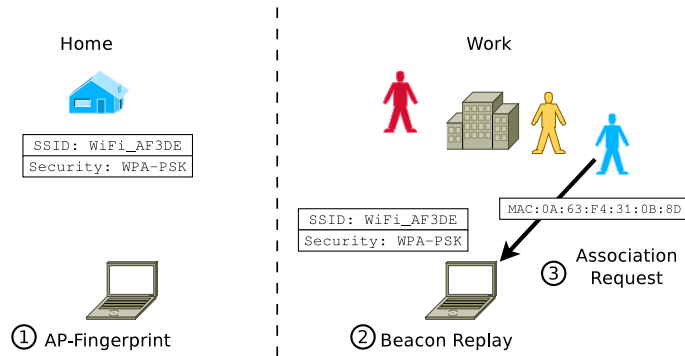 Home
SSID: WiFi_AF3DE
Security: WPA-PSK
1 AP-Fingerprint
Work
MAC:0A:63:F4:31:0B:8D
SSID: WiFi_AF3DE
Security: WPA-PSK
3 Association
Request
2 Beacon Replay